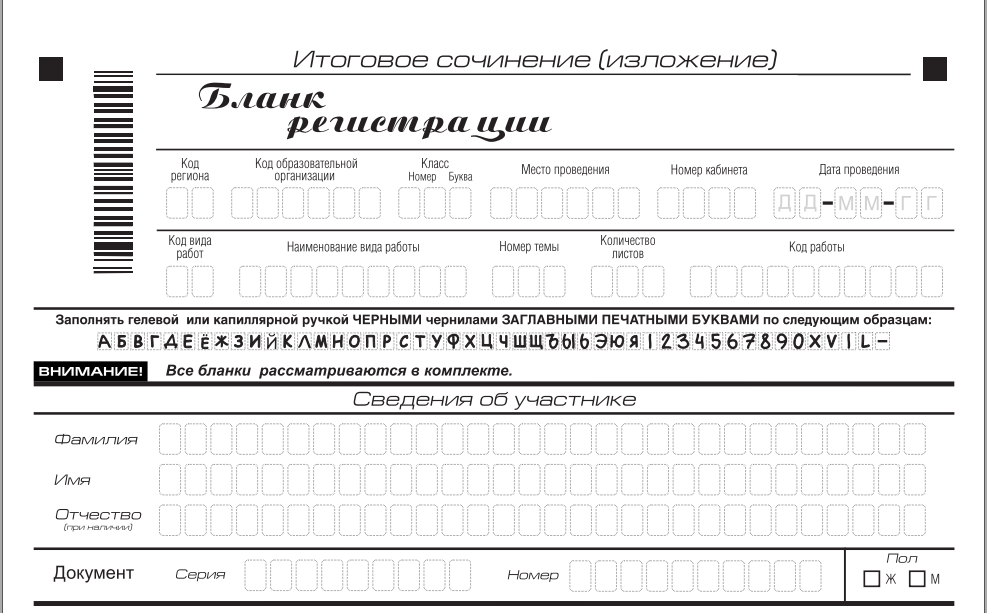 Итоговое сочинение (изложение)
Бланк
регистрации
Код региона
Код образовательной организации
Класс
Номер Буква
Место проведения
Номер кабинета
Дата проведения
ДД-ММ-ГГ
Код вида работ
Наименование вида работы
Номер темы
Количество листов
Код работы
Заполнять гелевой или капиллярной ручкой ЧЕРНЫМИ чернилами ЗАГЛАВНЫМИ ПЕЧАТНЫМИ БУКВАМИ по следующим образцам:
АБВГДЕЁЖЗИЙКЛМНОПРСТУФХЦЧШЩЪЫЬЭЮЯ1234567890XVIL-
ВНИМАНИЕ! Все бланки рассматриваются в комплекте.
Сведения об участнике
Фамилия
Имя
Отчество
(при наличии)
Документ Серия Номер
Пол
Ж М